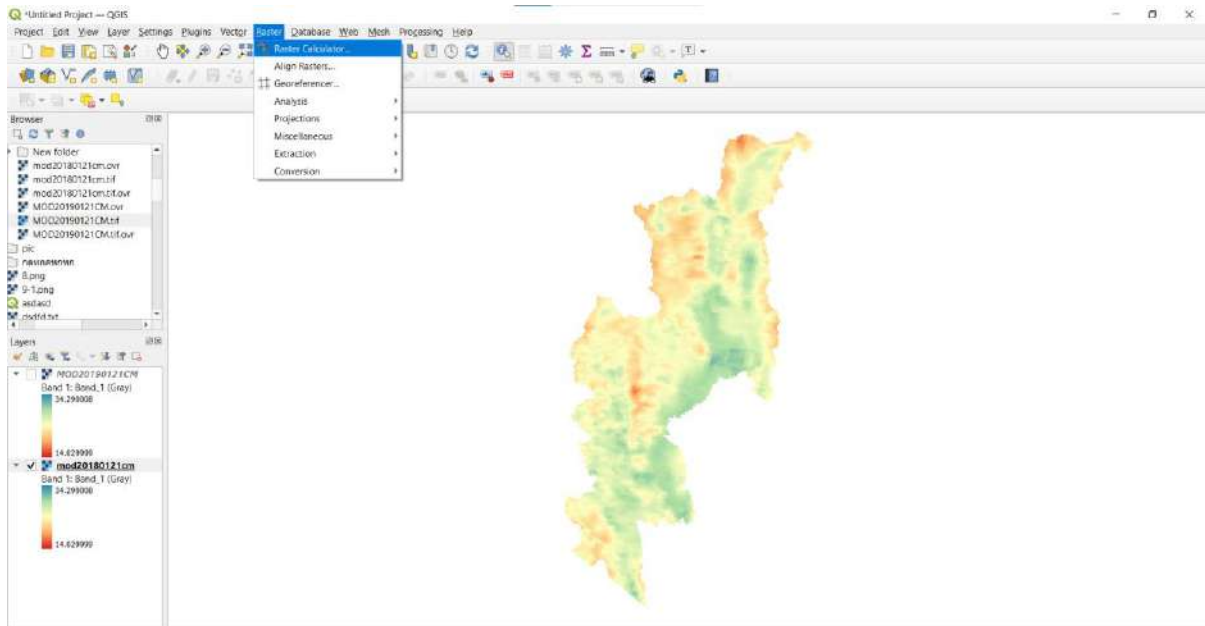 *Untitled Project — QGIS
Project Edit View Layer Settings Plugins Vector Raster Database Web Mesh Processing Help
Raster Calculator...
Align Rasters...
Georeferencer...
Analysis
Projections
Miscellaneous
Extraction
Conversion
Browser
New folder
mod20180121cm.ovr
mod20180121cm.tif
mod20180121cm.tif.ovr
MOD20190121CM.ovr
MOD20190121CM.tif
MOD20190121CM.tif.ovr
pic
8.png
9-1.png
asdasd
Layers
MOD20190121CM
Band 1: Band_1 (Gray)
34.299008
14.029999
mod20180121cm
Band 1: Band_1 (Gray)
34.299008
14.029999